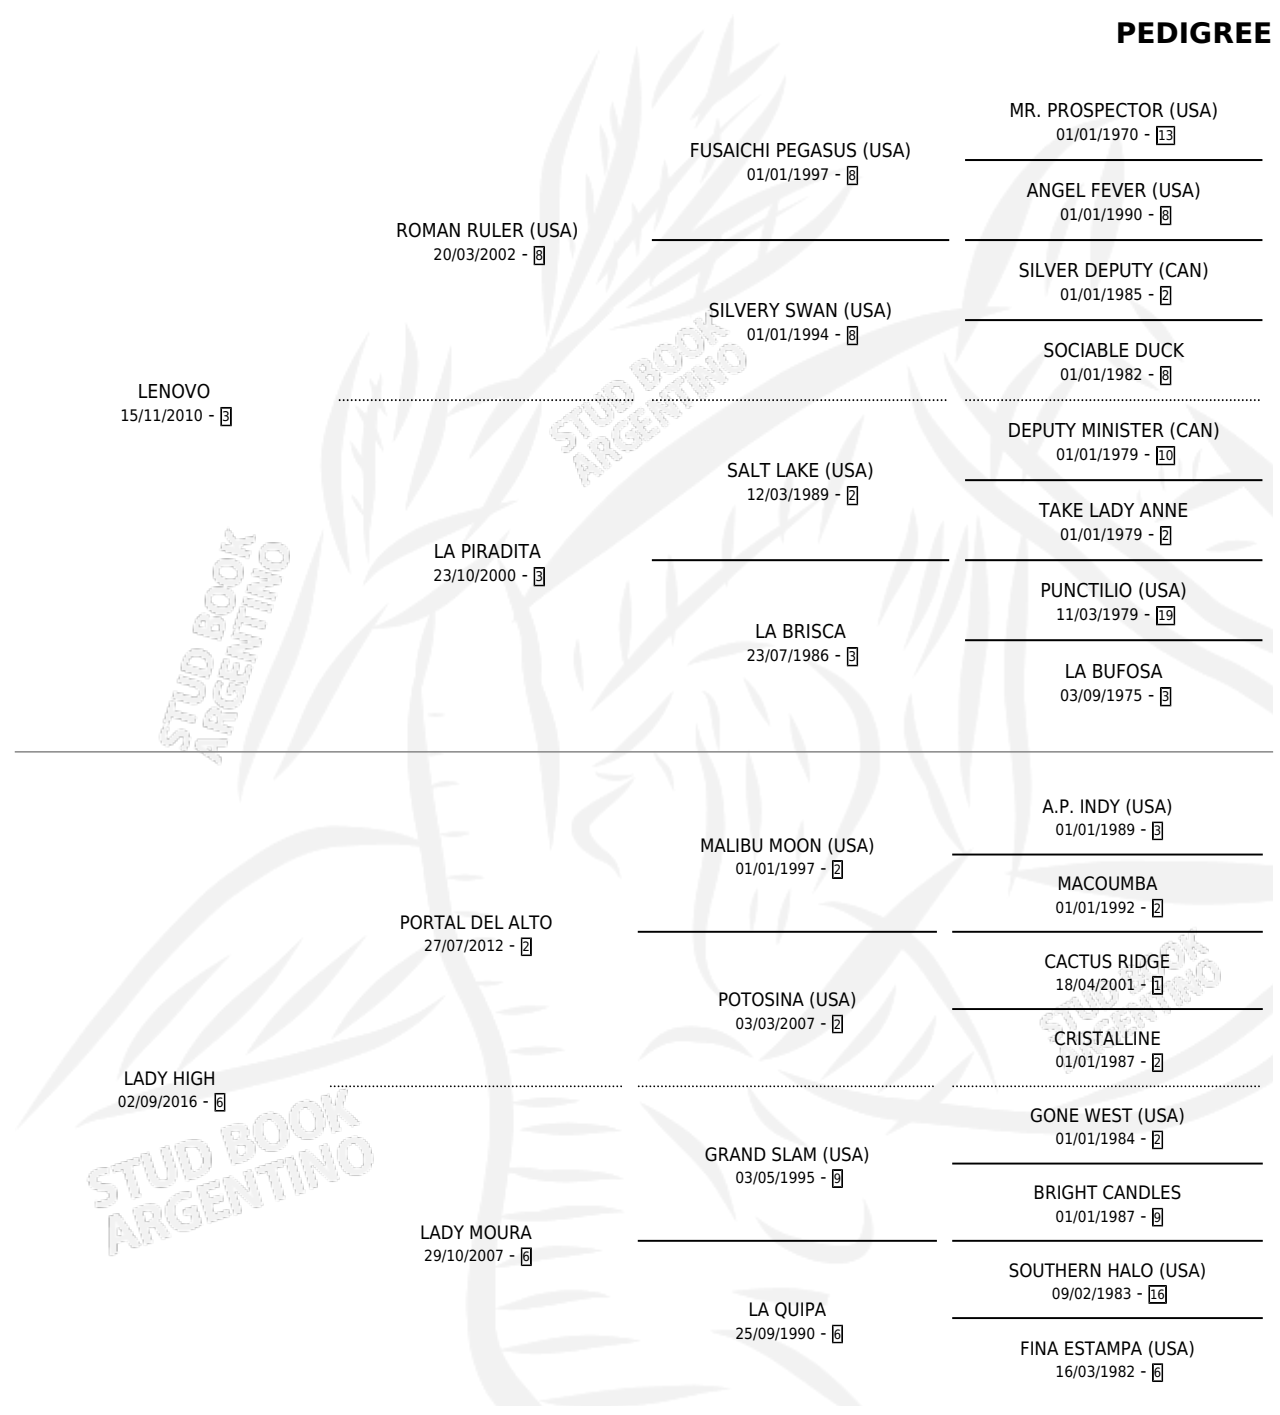 PEDIGREE
MR. PROSPECTOR (USA)
01/01/1970 - 13
FUSAICHI PEGASUS (USA)
01/01/1997 - 8
ANGEL FEVER (USA)
01/01/1990 - 8
ROMAN RULER (USA)
20/03/2002 - 8
SILVER DEPUTY (CAN)
01/01/1985 - 2
SILVERY SWAN (USA)
01/01/1994 - 8
SOCIABLE DUCK
01/01/1982 - 8
LENOVO
15/11/2010 - 3
DEPUTY MINISTER (CAN)
01/01/1979 - 10
SALT LAKE (USA)
12/03/1989 - 2
TAKE LADY ANNE
01/01/1979 - 2
LA PIRADITA
23/10/2000 - 3
PUNCTILIO (USA)
11/03/1979 - 19
LA BRISCA
23/07/1986 - 3
LA BUFOSA
03/09/1975 - 3
STUD BOOK
ARGENTINO
STUD BOOK
ARGENTINO
A.P. INDY (USA)
01/01/1989 - 3
MALIBU MOON (USA)
01/01/1997 - 2
MACOUMBA
01/01/1992 - 2
PORTAL DEL ALTO
27/07/2012 - 2
CACTUS RIDGE
18/04/2001 - 1
POTOSINA (USA)
03/03/2007 - 2
CRISTALLINE
01/01/1987 - 2
STUD BOOK
ARGENTINO
LADY HIGH
02/09/2016 - 6
GONE WEST (USA)
01/01/1984 - 2
GRAND SLAM (USA)
03/05/1995 - 9
BRIGHT CANDLES
01/01/1987 - 9
STUD BOOK
ARGENTINO
LADY MOURA
29/10/2007 - 6
SOUTHERN HALO (USA)
09/02/1983 - 16
LA QUIPA
25/09/1990 - 6
FINA ESTAMPA (USA)
16/03/1982 - 6